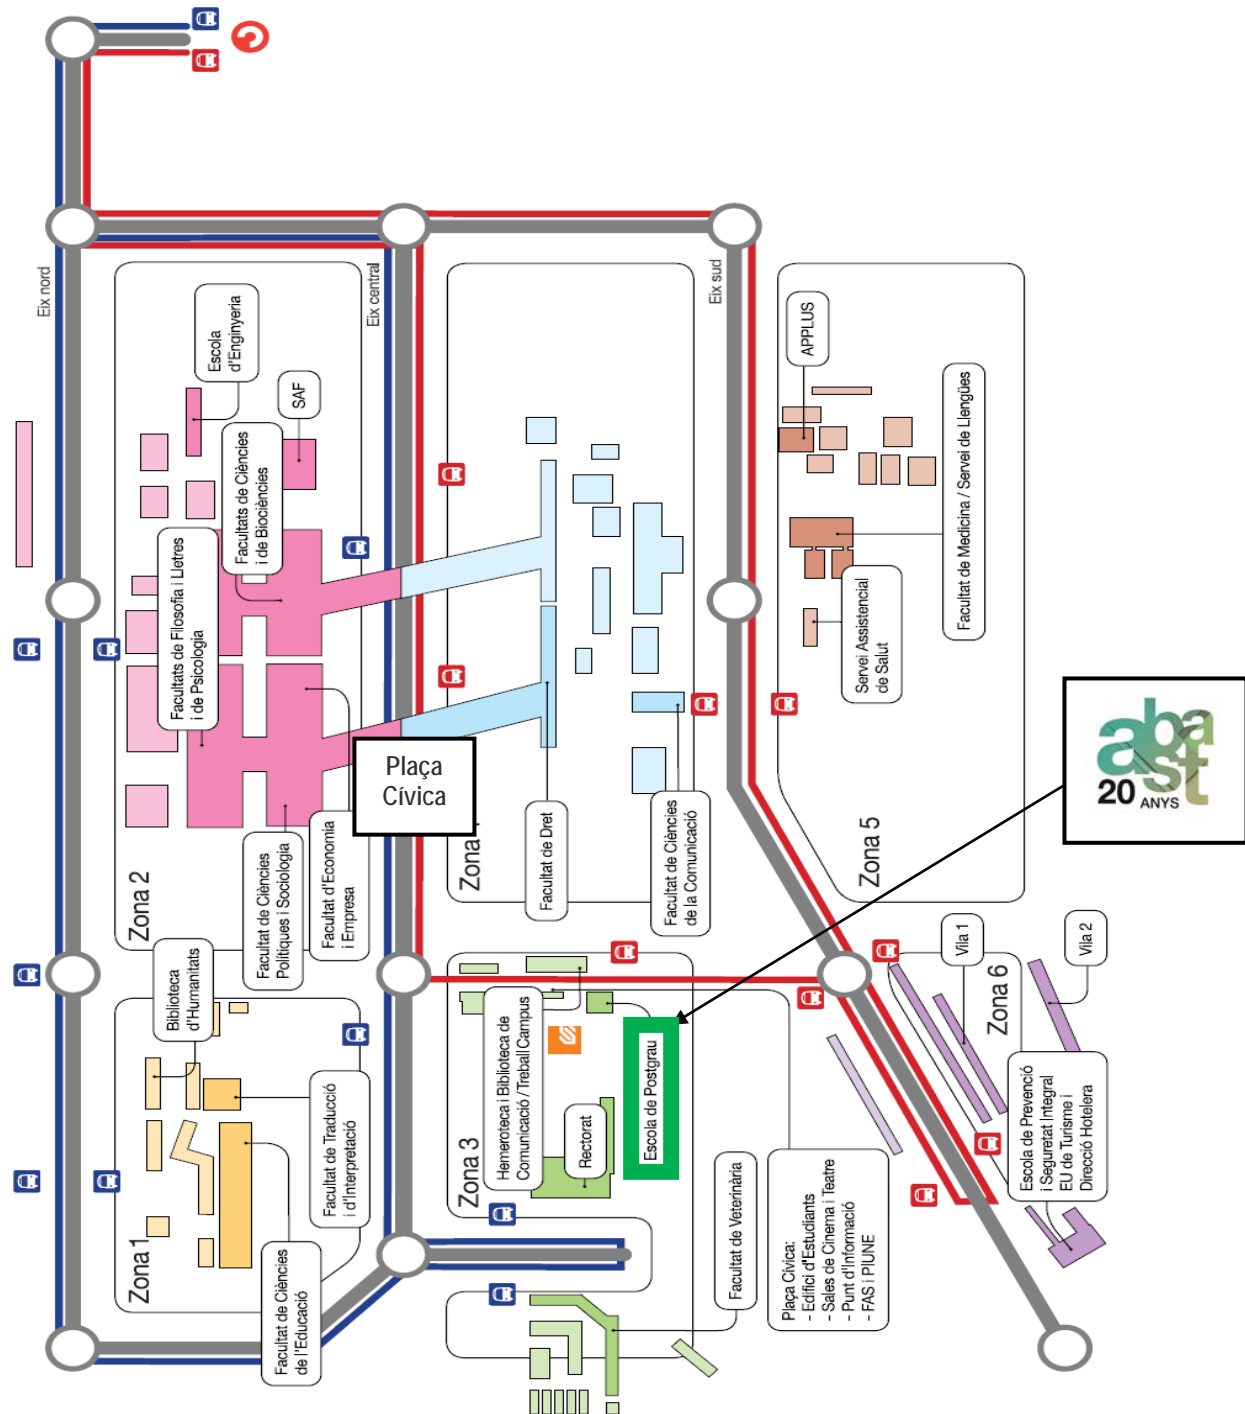 Eix nord
Eix central
Eix sud
Zona 2
Escola
d'Enginyeria
SAF
Facultats de Ciències
i de Biociències
Facultats de Filosofia i Lletres
i de Psicologia
Facultat de Ciències
Polítiques i Sociologia
Facultat d'Economia
i Empresa
Plaça
Cívica
Zona
Facultat de Dret
Facultat de Ciències
de la Comunicació
Zona 5
APPLUS
Facultat de Medicina / Servei de Llengües
Servei Assistencial
de Salut
abast
20 ANYS
Zona 1
Biblioteca
d'Humanitats
Facultat de Traducció
i d'Interpretació
Facultat de Ciències
de l'Educació
Zona 3
Hemeroteca i Biblioteca de
Comunicació / Treball Campus
Rectorat
Escola de Postgrau
Facultat de Veterinària
Plaça Cívica:
- Edifici d'Estudiants
- Sales de Cinema i Teatre
- Punt d'Informació
- FAS i PIUNE
Zona 6
Vila 1
Vila 2
Escola de Prevenció
i Seguretat Integral
EU de Turisme i
Direcció Hotelera